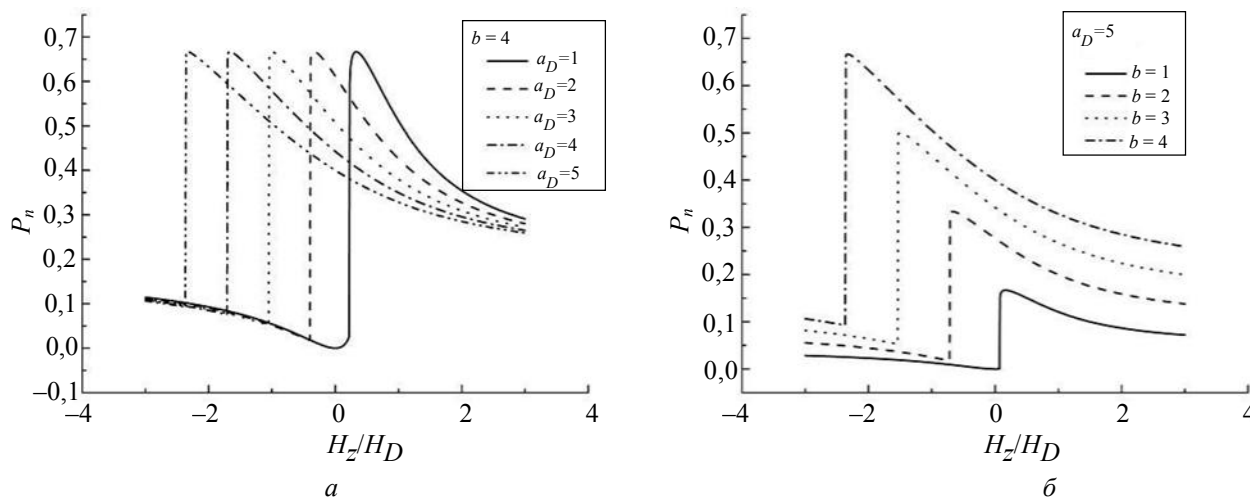 0,7
0,6
0,5
0,4
0,3
0,2
0,1
0,0
–0,1
P_n
b = 4
a_D=1
a_D=2
a_D=3
a_D=4
a_D=5
–4 –2 0 2 4
H_Z/H_D
а
0,7
0,6
0,5
0,4
0,3
0,2
0,1
0,0
P_n
a_D=5
b = 1
b = 2
b = 3
b = 4
–4 –2 0 2 4
H_Z/H_D
б